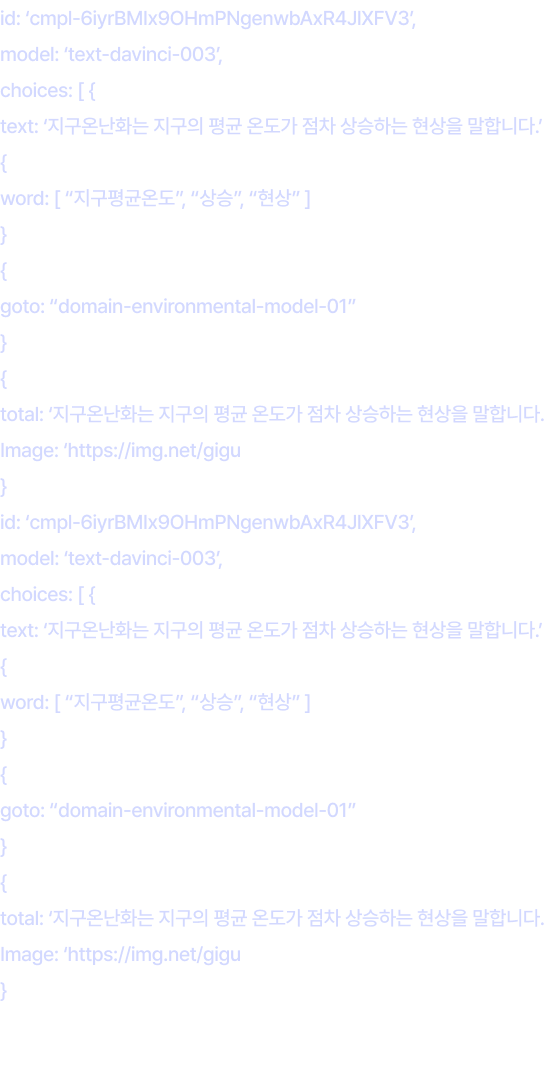 id: ‘cmpl-6iyrBMlx9OHmPNgenwbAxR4JlXFV3’,
model: ‘text-davinci-003’,
choices: [ {
text: ‘지구온난화는 지구의 평균 온도가 점차 상승하는 현상을 말합니다.’
{
word: [ “지구평균온도”, “상승”, “현상” ]
}
{
goto: “domain-environmental-model-01”
}
{
total: ‘지구온난화는 지구의 평균 온도가 점차 상승하는 현상을 말합니다.
Image: ‘https://img.net/gigu
}
id: ‘cmpl-6iyrBMlx9OHmPNgenwbAxR4JlXFV3’,
model: ‘text-davinci-003’,
choices: [ {
text: ‘지구온난화는 지구의 평균 온도가 점차 상승하는 현상을 말합니다.’
{
word: [ “지구평균온도”, “상승”, “현상” ]
}
{
goto: “domain-environmental-model-01”
}
{
total: ‘지구온난화는 지구의 평균 온도가 점차 상승하는 현상을 말합니다.
Image: ‘https://img.net/gigu
}